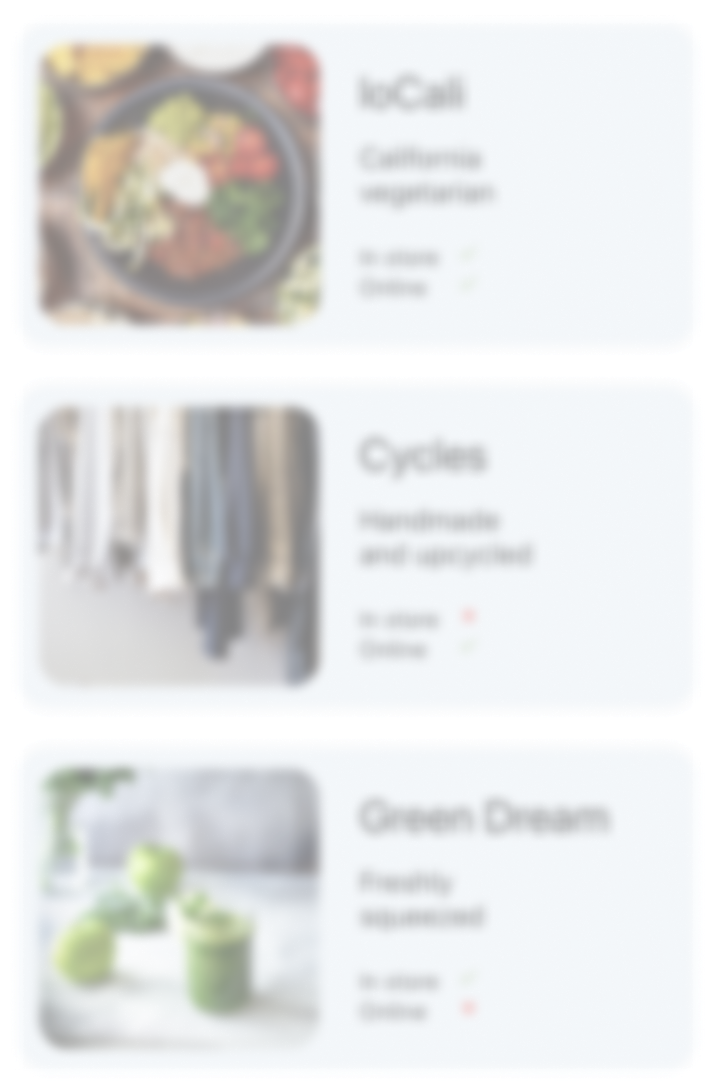 loCali
California
vegetarian
In store ✓
Online ✓
Cycles
Handmade
and upcycled
In store
Online ✓
Green Dream
Freshly
squeezed
In store ✓
Online